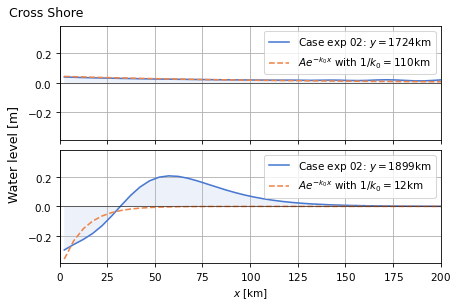 Cross Shore
Water level [m]
0.2
0.0
−0.2
Case exp 02: y = 1724km
Ae^{−k₀x} with 1/k₀ = 110km
0.2
0.0
−0.2
Case exp 02: y = 1899km
Ae^{−k₀x} with 1/k₀ = 12km
0 25 50 75 100 125 150 175 200
x [km]